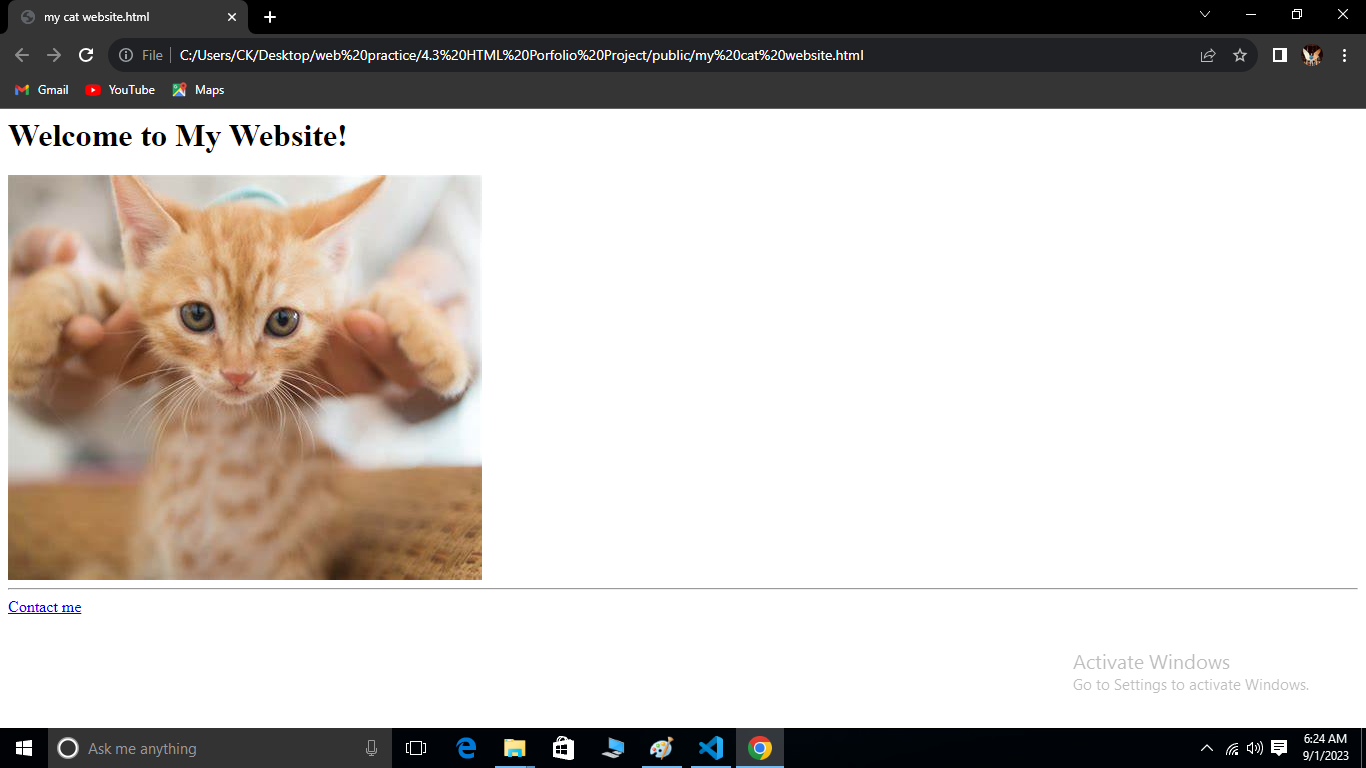 my cat website.html
File
C:/Users/CK/Desktop/web%20practice/4.3%20HTML%20Porfolio%20Project/public/my%20cat%20website.html
Gmail
YouTube
Maps
Welcome to My Website!
Contact me
Activate Windows
Go to Settings to activate Windows.
Ask me anything
6:24 AM
9/1/2023